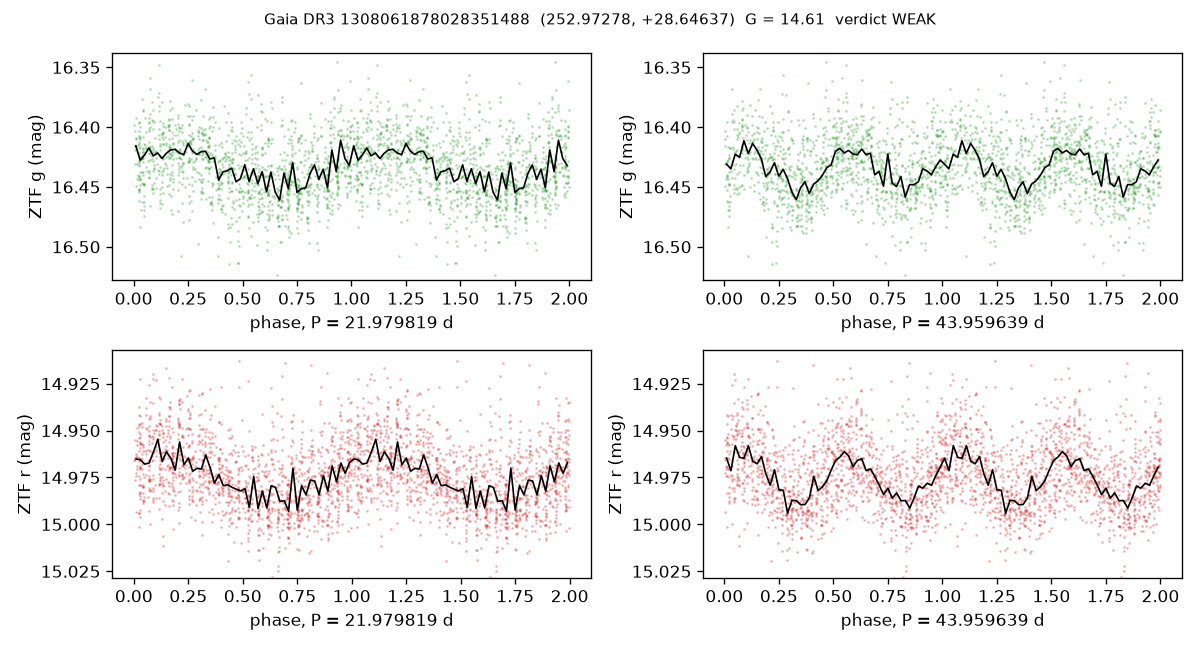 Gaia DR3 1308061878028351488 (252.97278, +28.64637) G = 14.61 verdict WEAK
ZTF g (mag)
16.35
16.40
16.45
16.50
0.00 0.25 0.50 0.75 1.00 1.25 1.50 1.75 2.00
phase, P = 21.979819 d
ZTF g (mag)
16.35
16.40
16.45
16.50
0.00 0.25 0.50 0.75 1.00 1.25 1.50 1.75 2.00
phase, P = 43.959639 d
ZTF r (mag)
14.925
14.950
14.975
15.000
15.025
0.00 0.25 0.50 0.75 1.00 1.25 1.50 1.75 2.00
phase, P = 21.979819 d
ZTF r (mag)
14.925
14.950
14.975
15.000
15.025
0.00 0.25 0.50 0.75 1.00 1.25 1.50 1.75 2.00
phase, P = 43.959639 d